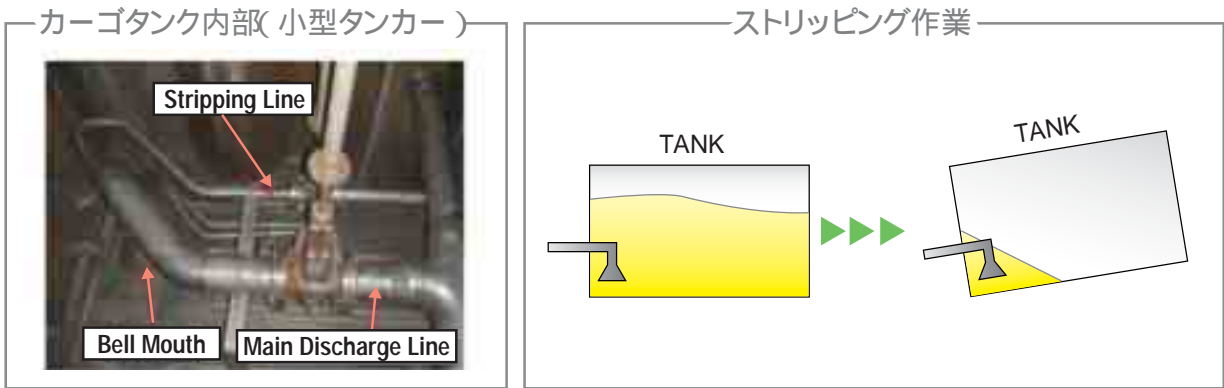 カーゴタンク内部( 小型タンカー )
Stripping Line
Bell Mouth
Main Discharge Line
ストリッピング作業
TANK
TANK